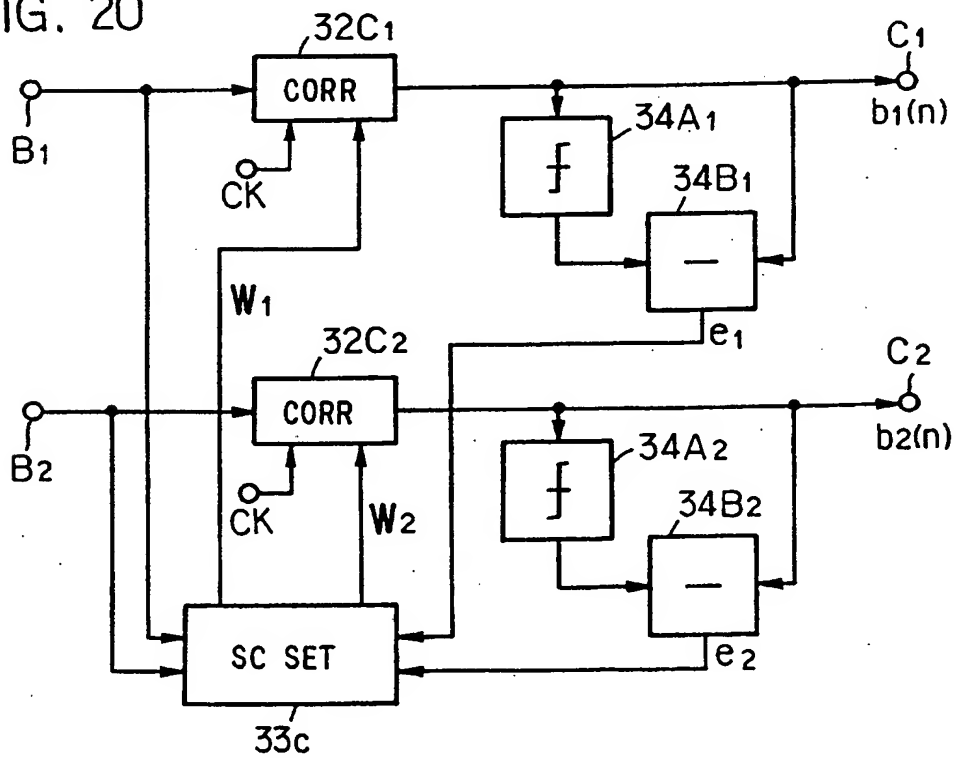 IG. 20
32C1
C1
CORR
b1(n)
B1
34A1
CK
34B1
W1
e1
32C2
C2
CORR
b2(n)
B2
34A2
CK
W2
34B2
SC SET
e2
33c